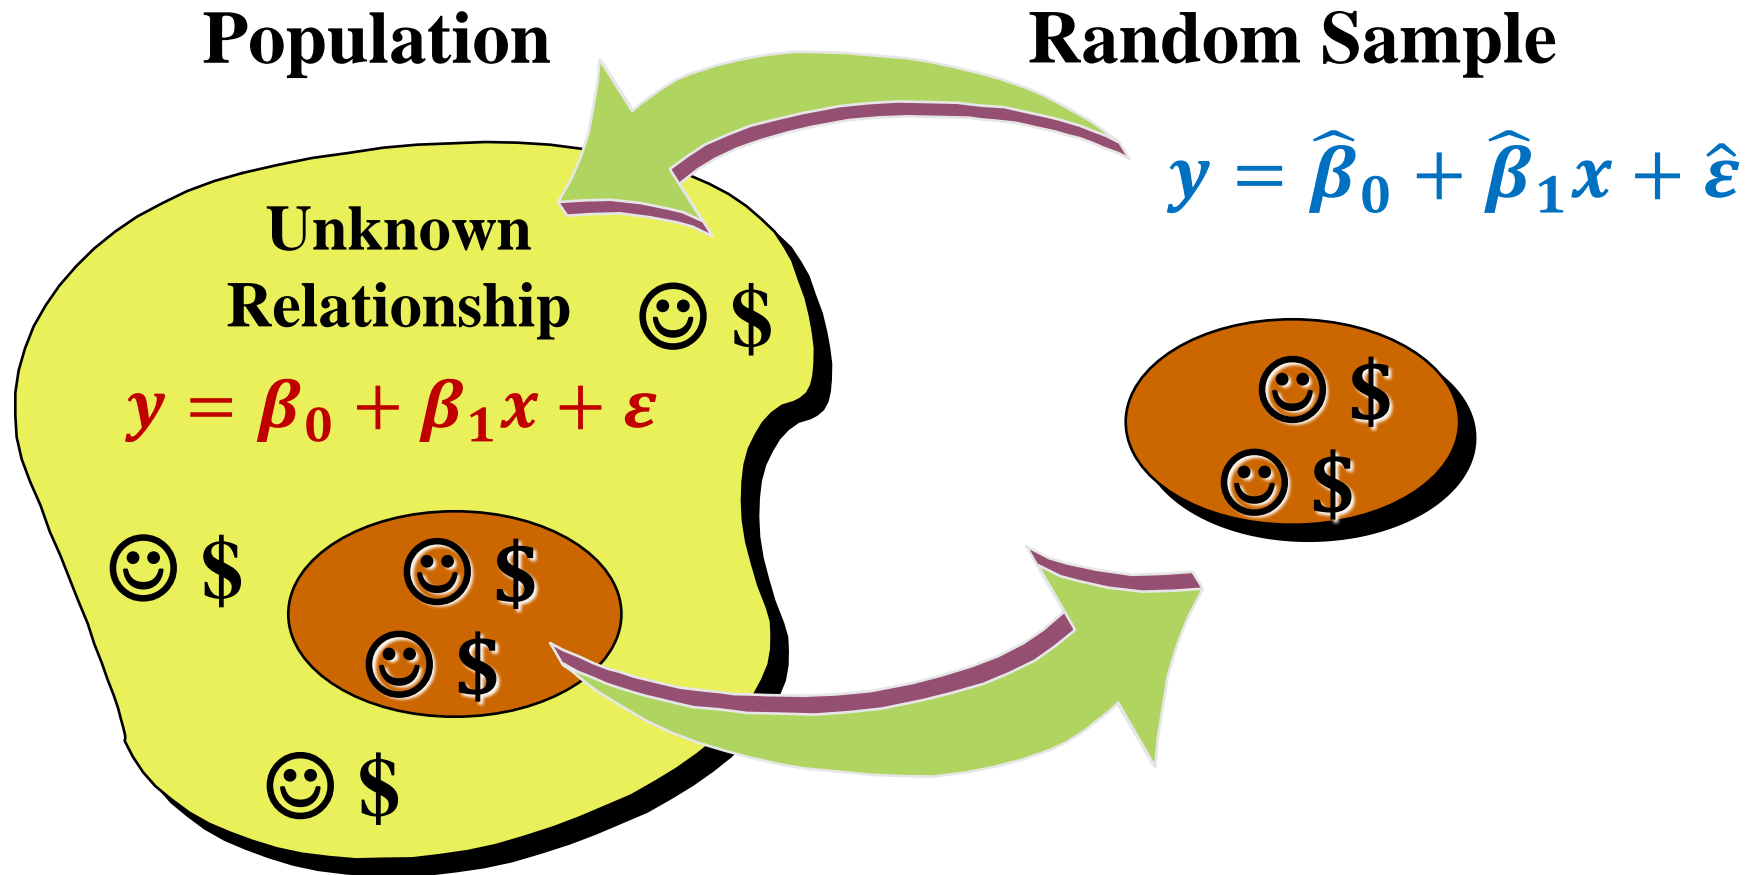 Population
Random Sample
y = β̂₀ + β̂₁x + ε̂
Unknown
Relationship
☺ $
y = β₀ + β₁x + ε
☺ $
☺ $
☺ $
☺ $
☺ $
☺ $